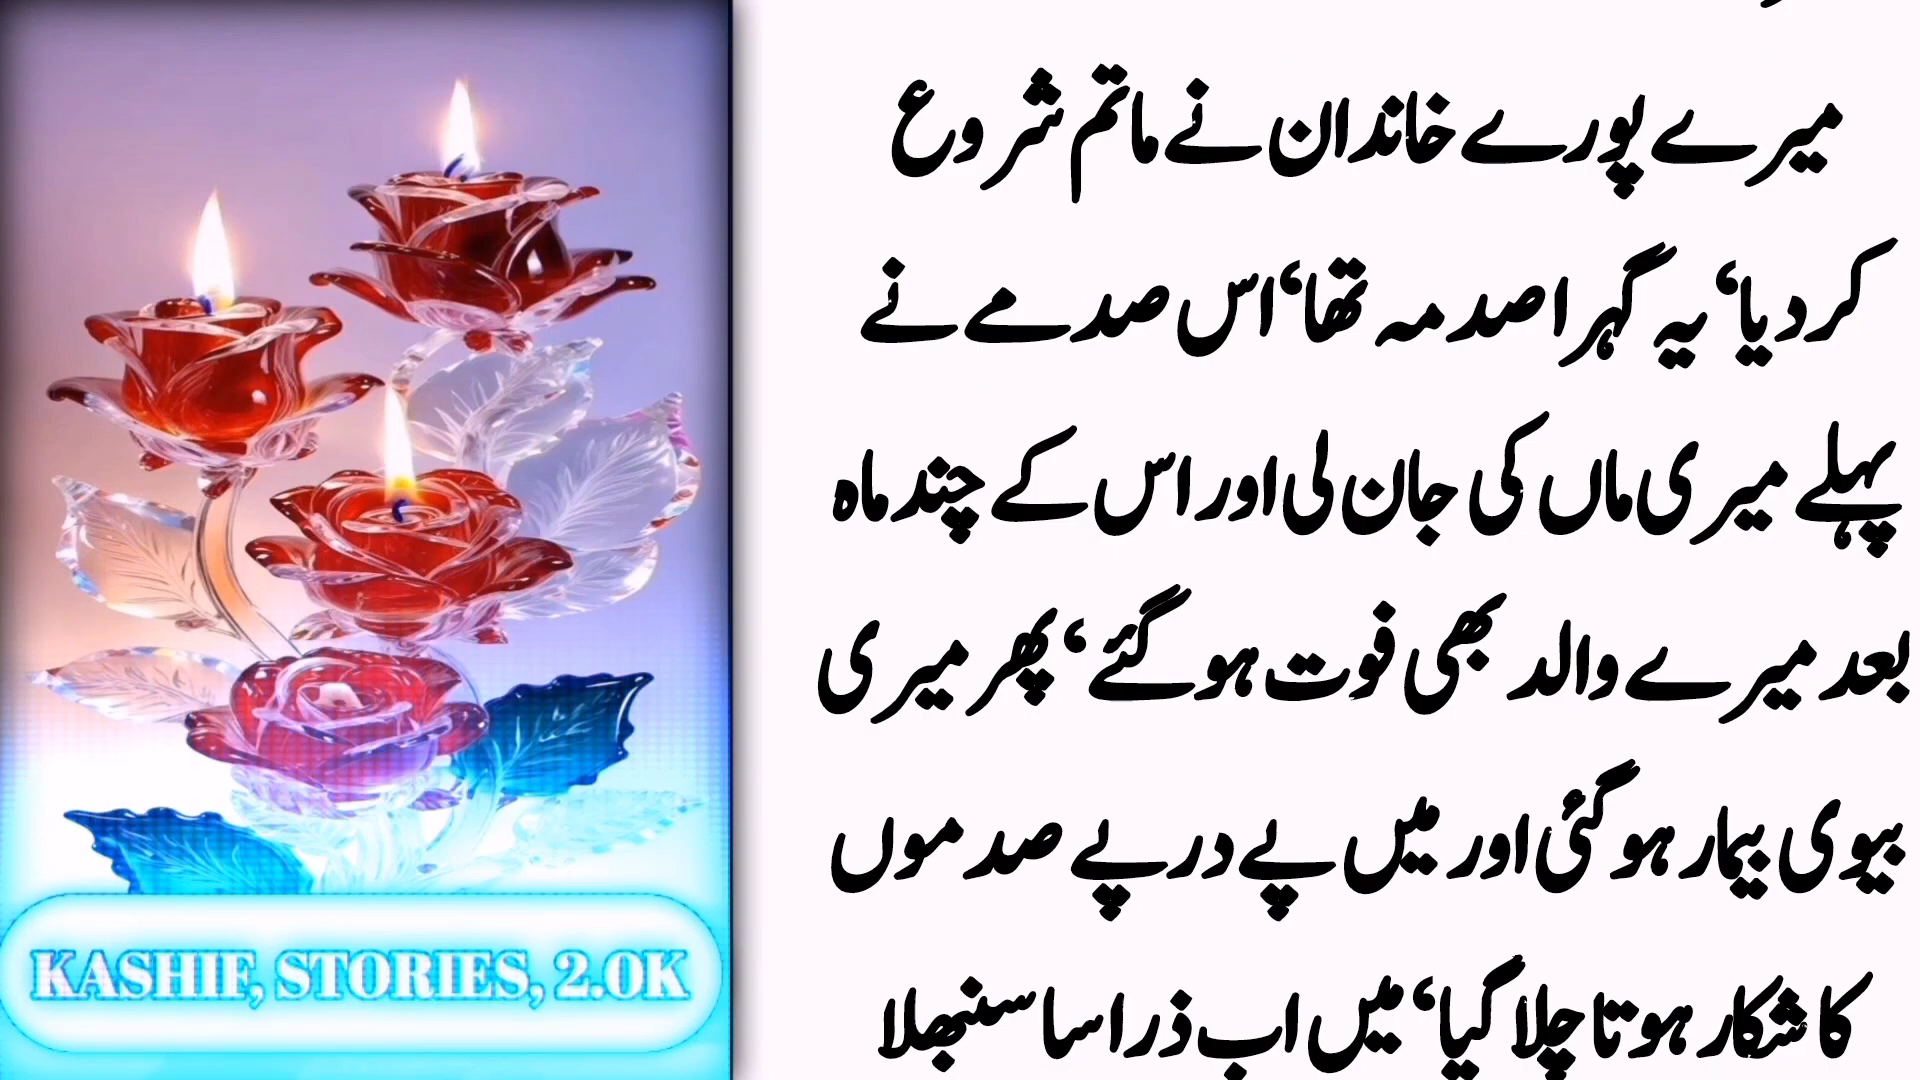 میرے پورے خاندان نے ماتم شروع
کر دیا‘ یہ گہرا صدمہ تھا‘ اس صدمے نے
پہلے میری ماں کی جان لی اور اس کے چند ماہ
بعد میرے والد بھی فوت ہو گئے‘ پھر میری
بیوی بیمار ہو گئی اور میں پے در پے صدموں
کا شکار ہوتا چلا گیا‘ میں اب ذرا سا سنبھلا
KASHIF, STORIES, 2.0K